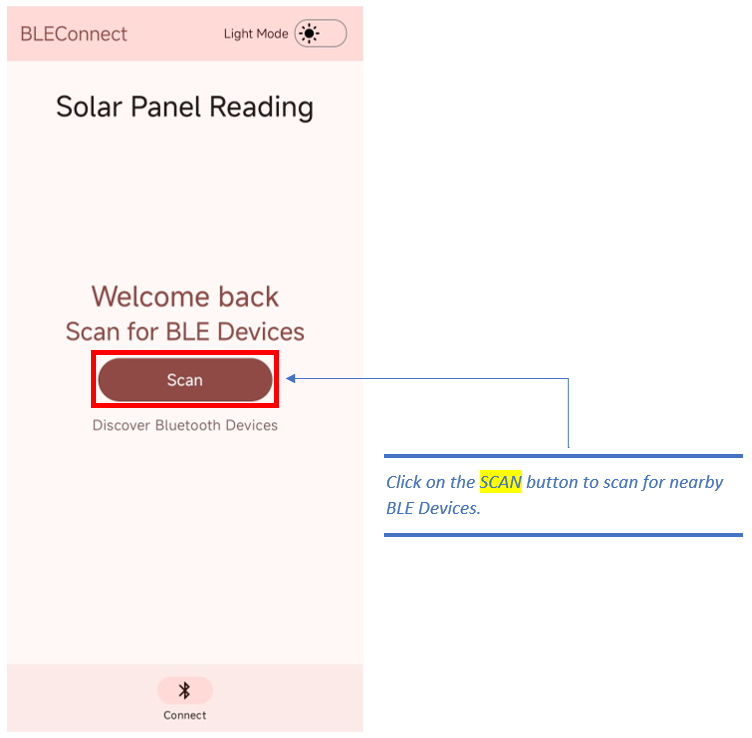 BLEConnect
Light Mode
Solar Panel Reading
Welcome back
Scan for BLE Devices
Scan
Discover Bluetooth Devices
Click on the SCAN button to scan for nearby
BLE Devices.
Connect